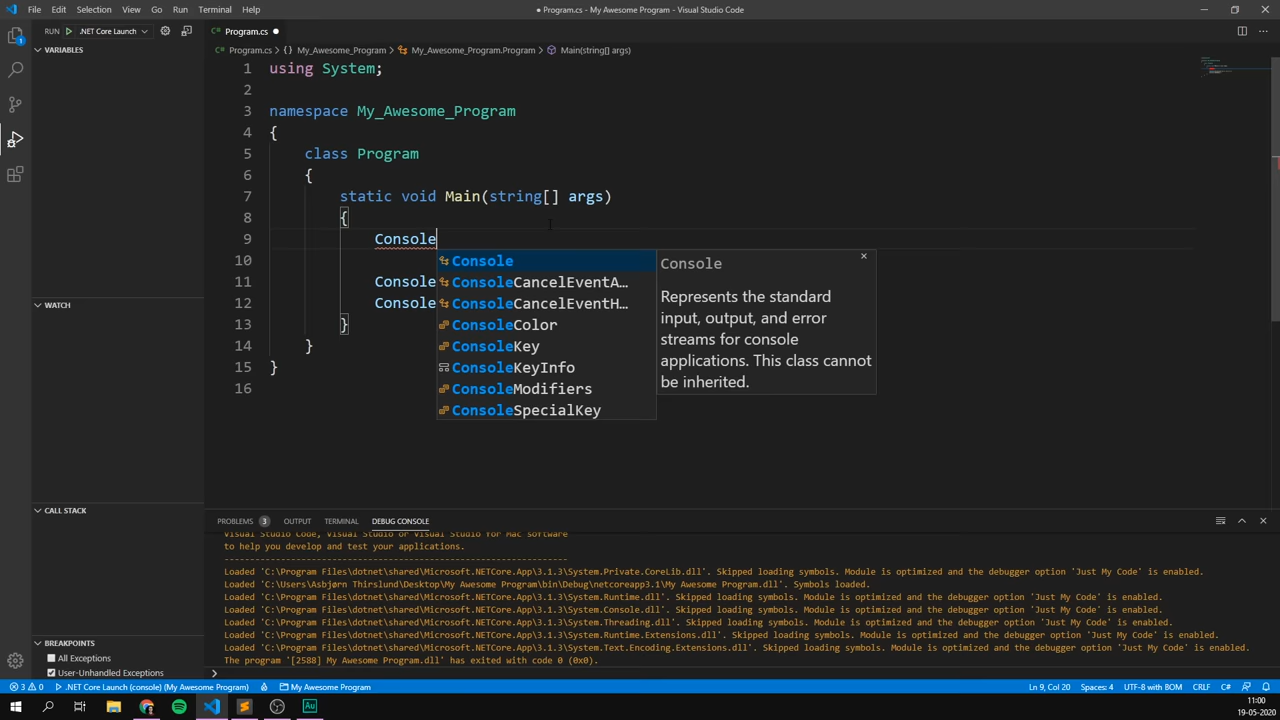 File Edit Selection View Go Run Terminal Help
● Program.cs - My Awesome Program - Visual Studio Code
RUN .NET Core Launch
Program.cs ●
VARIABLES
Program.cs {} My_Awesome_Program My_Awesome_Program.Program Main(string[] args)
1 using System;
2
3 namespace My_Awesome_Program
4 {
5 class Program
6 {
7 static void Main(string[] args)
8 {
9 Console
10
11 Console
12 Console
13 }
14 }
15 }
16
Console
ConsoleCancelEventA…
ConsoleCancelEventH…
ConsoleColor
ConsoleKey
ConsoleKeyInfo
ConsoleModifiers
ConsoleSpecialKey
Console
Represents the standard
input, output, and error
streams for console
applications. This class cannot
be inherited.
WATCH
CALL STACK
BREAKPOINTS
All Exceptions
User-Unhandled Exceptions
PROBLEMS 3 OUTPUT TERMINAL DEBUG CONSOLE
Visual Studio Code, Visual Studio or Visual Studio for Mac software
to help you develop and test your applications.
-------------------------------------------------------------------
Loaded 'C:\Program Files\dotnet\shared\Microsoft.NETCore.App\3.1.3\System.Private.CoreLib.dll'. Skipped loading symbols. Module is optimized and the debugger option 'Just My Code' is enabled.
Loaded 'C:\Users\Asbjørn Thirslund\Desktop\My Awesome Program\bin\Debug\netcoreapp3.1\My Awesome Program.dll'. Symbols loaded.
Loaded 'C:\Program Files\dotnet\shared\Microsoft.NETCore.App\3.1.3\System.Runtime.dll'. Skipped loading symbols. Module is optimized and the debugger option 'Just My Code' is enabled.
Loaded 'C:\Program Files\dotnet\shared\Microsoft.NETCore.App\3.1.3\System.Console.dll'. Skipped loading symbols. Module is optimized and the debugger option 'Just My Code' is enabled.
Loaded 'C:\Program Files\dotnet\shared\Microsoft.NETCore.App\3.1.3\System.Threading.dll'. Skipped loading symbols. Module is optimized and the debugger option 'Just My Code' is enabled.
Loaded 'C:\Program Files\dotnet\shared\Microsoft.NETCore.App\3.1.3\System.Runtime.Extensions.dll'. Skipped loading symbols. Module is optimized and the debugger option 'Just My Code' is enabled.
Loaded 'C:\Program Files\dotnet\shared\Microsoft.NETCore.App\3.1.3\System.Text.Encoding.Extensions.dll'. Skipped loading symbols. Module is optimized and the debugger option 'Just My Code' is enabled.
The program '[2588] My Awesome Program.dll' has exited with code 0 (0x0).
3 0 .NET Core Launch (console) (My Awesome Program) My Awesome Program
Ln 9, Col 20 Spaces: 4 UTF-8 with BOM CRLF C#
Au
11:00
19-05-2020